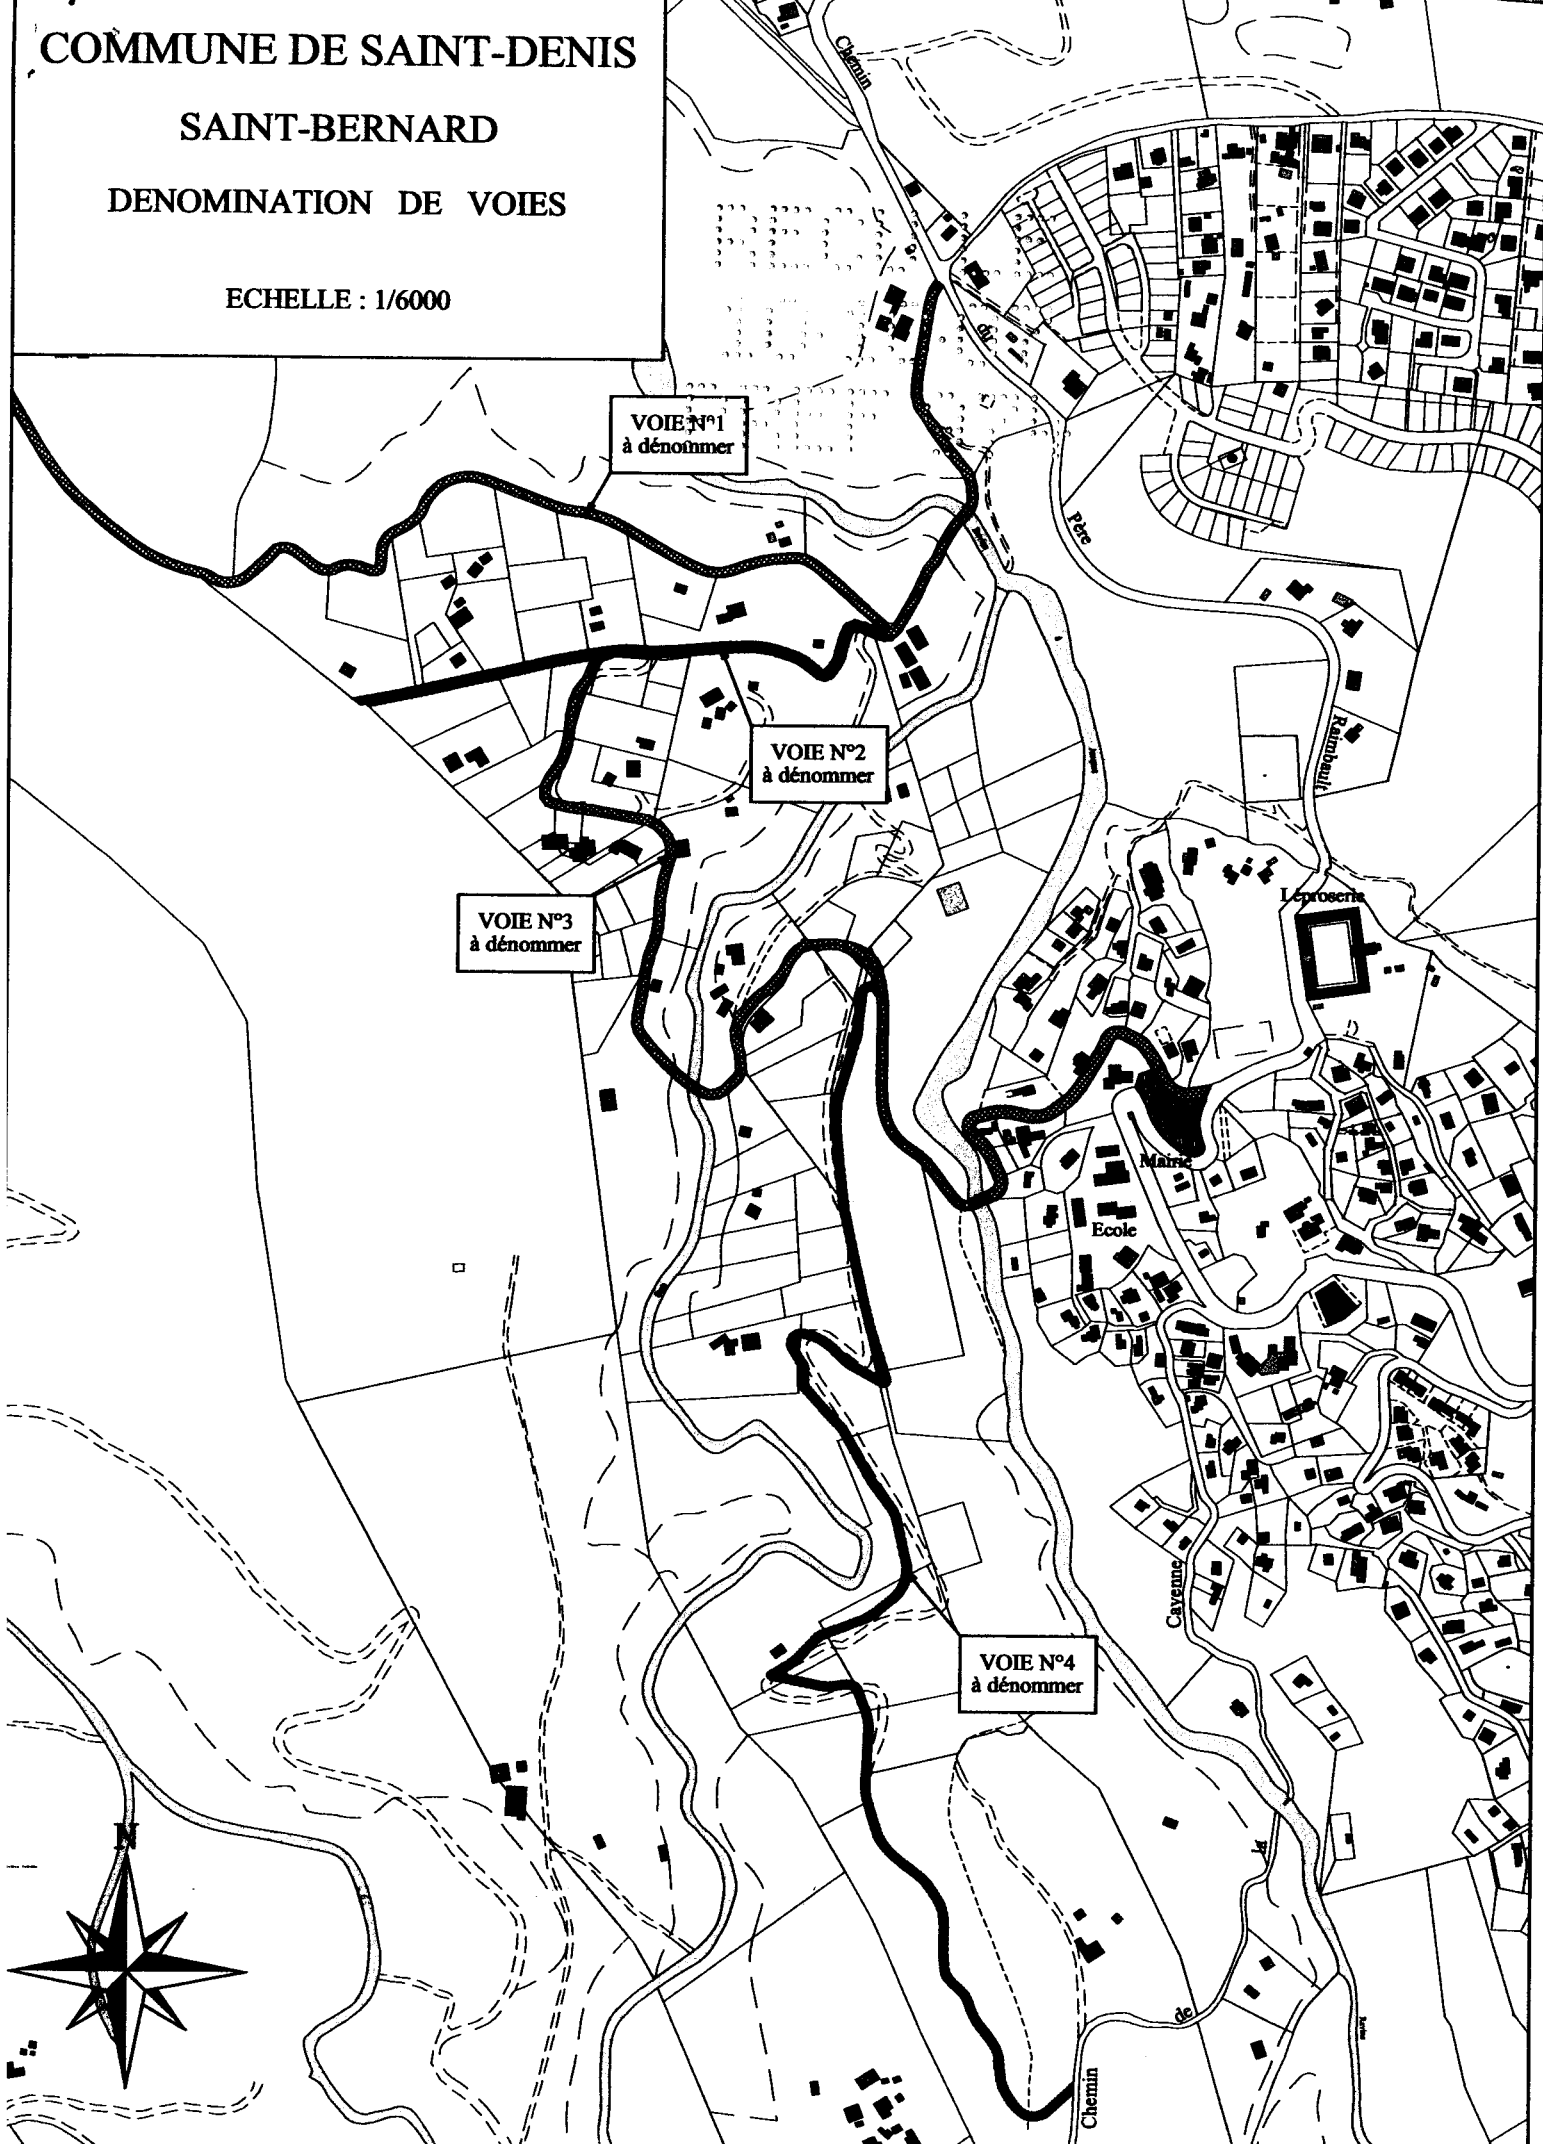 COMMUNE DE SAINT-DENIS
SAINT-BERNARD
DENOMINATION DE VOIES
ECHELLE : 1/6000
Chemin
du
VOIE N°1
à dénommer
Père
Raimbault
VOIE N°2
à dénommer
Léproserie
VOIE N°3
à dénommer
Mairie
Ecole
Cayenne
VOIE N°4
à dénommer
N
de
Chemin